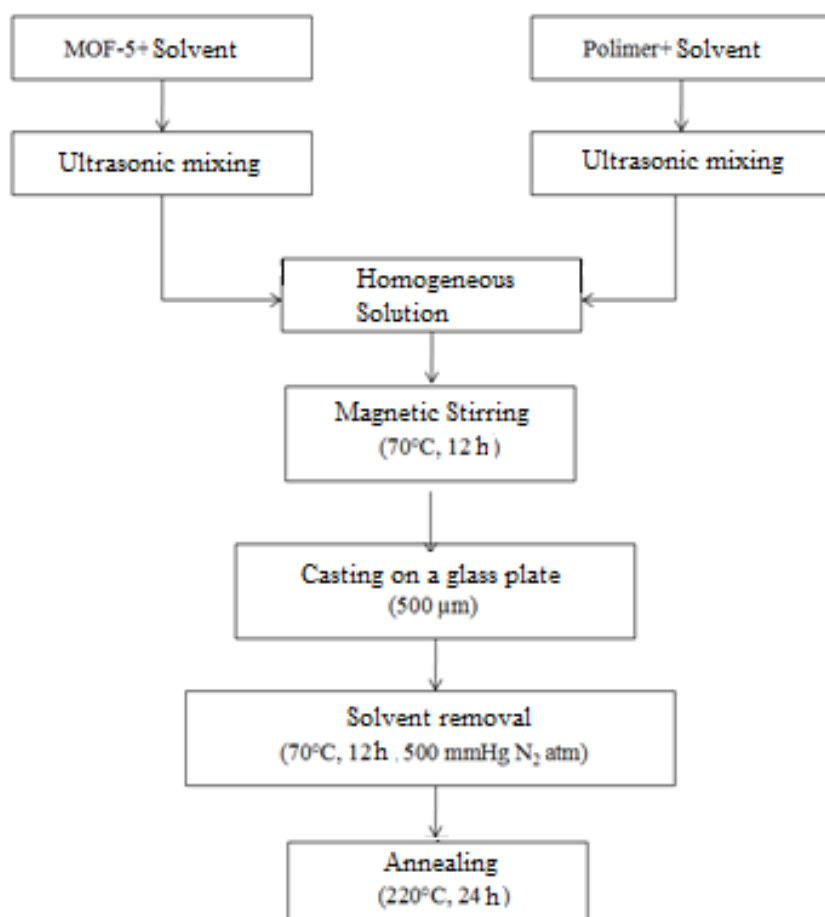 MOF-5+ Solvent
Polimer+ Solvent
Ultrasonic mixing
Ultrasonic mixing
Homogeneous
Solution
Magnetic Stirring
(70°C, 12 h )
Casting on a glass plate
(500 µm)
Solvent removal
(70°C, 12h , 500 mmHg N₂ atm)
Annealing
(220°C, 24 h)